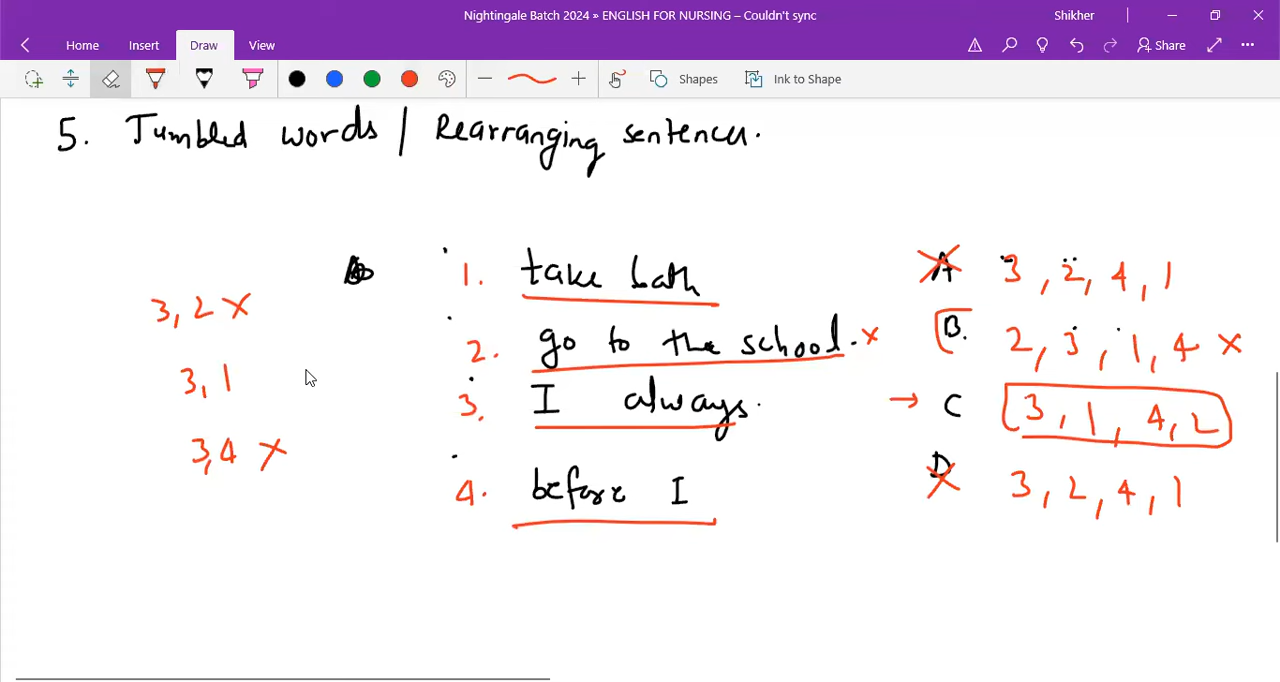 Nightingale Batch 2024 » ENGLISH FOR NURSING – Couldn't sync
Shikher
Home Insert Draw View
Share
Shapes
Ink to Shape
5. Jumbled words / Rearranging sentences.
1. take bath
2. go to the school. x
3. I always.
4. before I
3, 2 x
3, 1
3, 4 x
A 3, 2, 4, 1
B. 2, 3, 1, 4 x
→ C 3, 1, 4, 2
D 3, 2, 4, 1